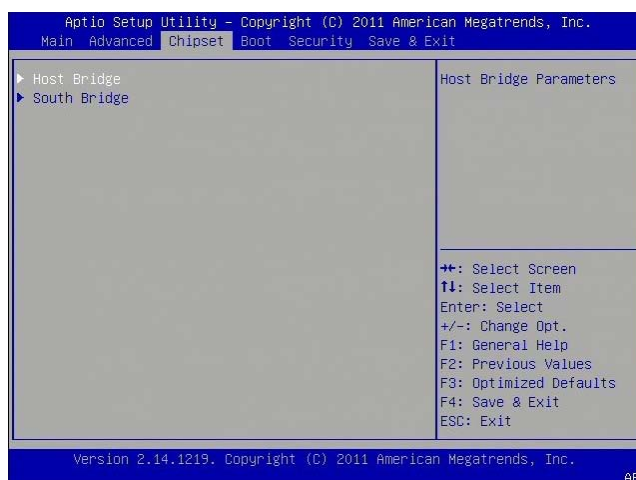 Aptio Setup Utility – Copyright (C) 2011 American Megatrends, Inc.
Main Advanced Chipset Boot Security Save & Exit
Host Bridge
South Bridge
Host Bridge Parameters
→←: Select Screen
↑↓: Select Item
Enter: Select
+/-: Change Opt.
F1: General Help
F2: Previous Values
F3: Optimized Defaults
F4: Save & Exit
ESC: Exit
Version 2.14.1219. Copyright (C) 2011 American Megatrends, Inc.